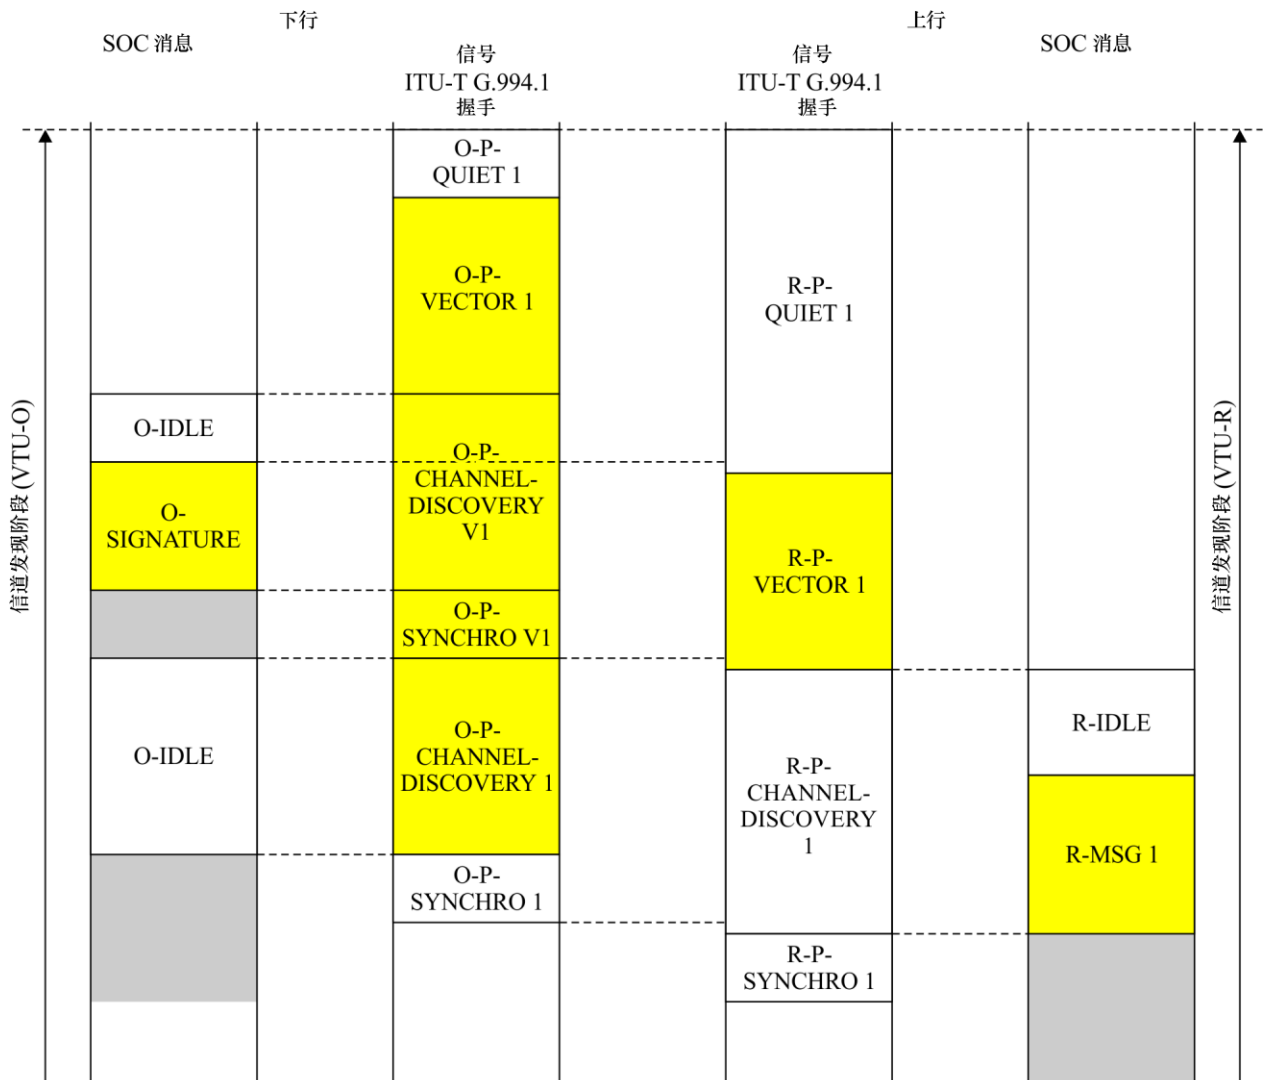 下行
上行
SOC 消息
信号
ITU-T G.994.1
握手
信号
ITU-T G.994.1
握手
SOC 消息
信道发现阶段 (VTU-O)
O-IDLE
O-
SIGNATURE
O-IDLE
O-P-
QUIET 1
O-P-
VECTOR 1
O-P-
CHANNEL-
DISCOVERY
V1
O-P-
SYNCHRO V1
O-P-
CHANNEL-
DISCOVERY 1
O-P-
SYNCHRO 1
R-P-
QUIET 1
R-P-
VECTOR 1
R-P-
CHANNEL-
DISCOVERY
1
R-P-
SYNCHRO 1
R-IDLE
R-MSG 1
信道发现阶段 (VTU-R)